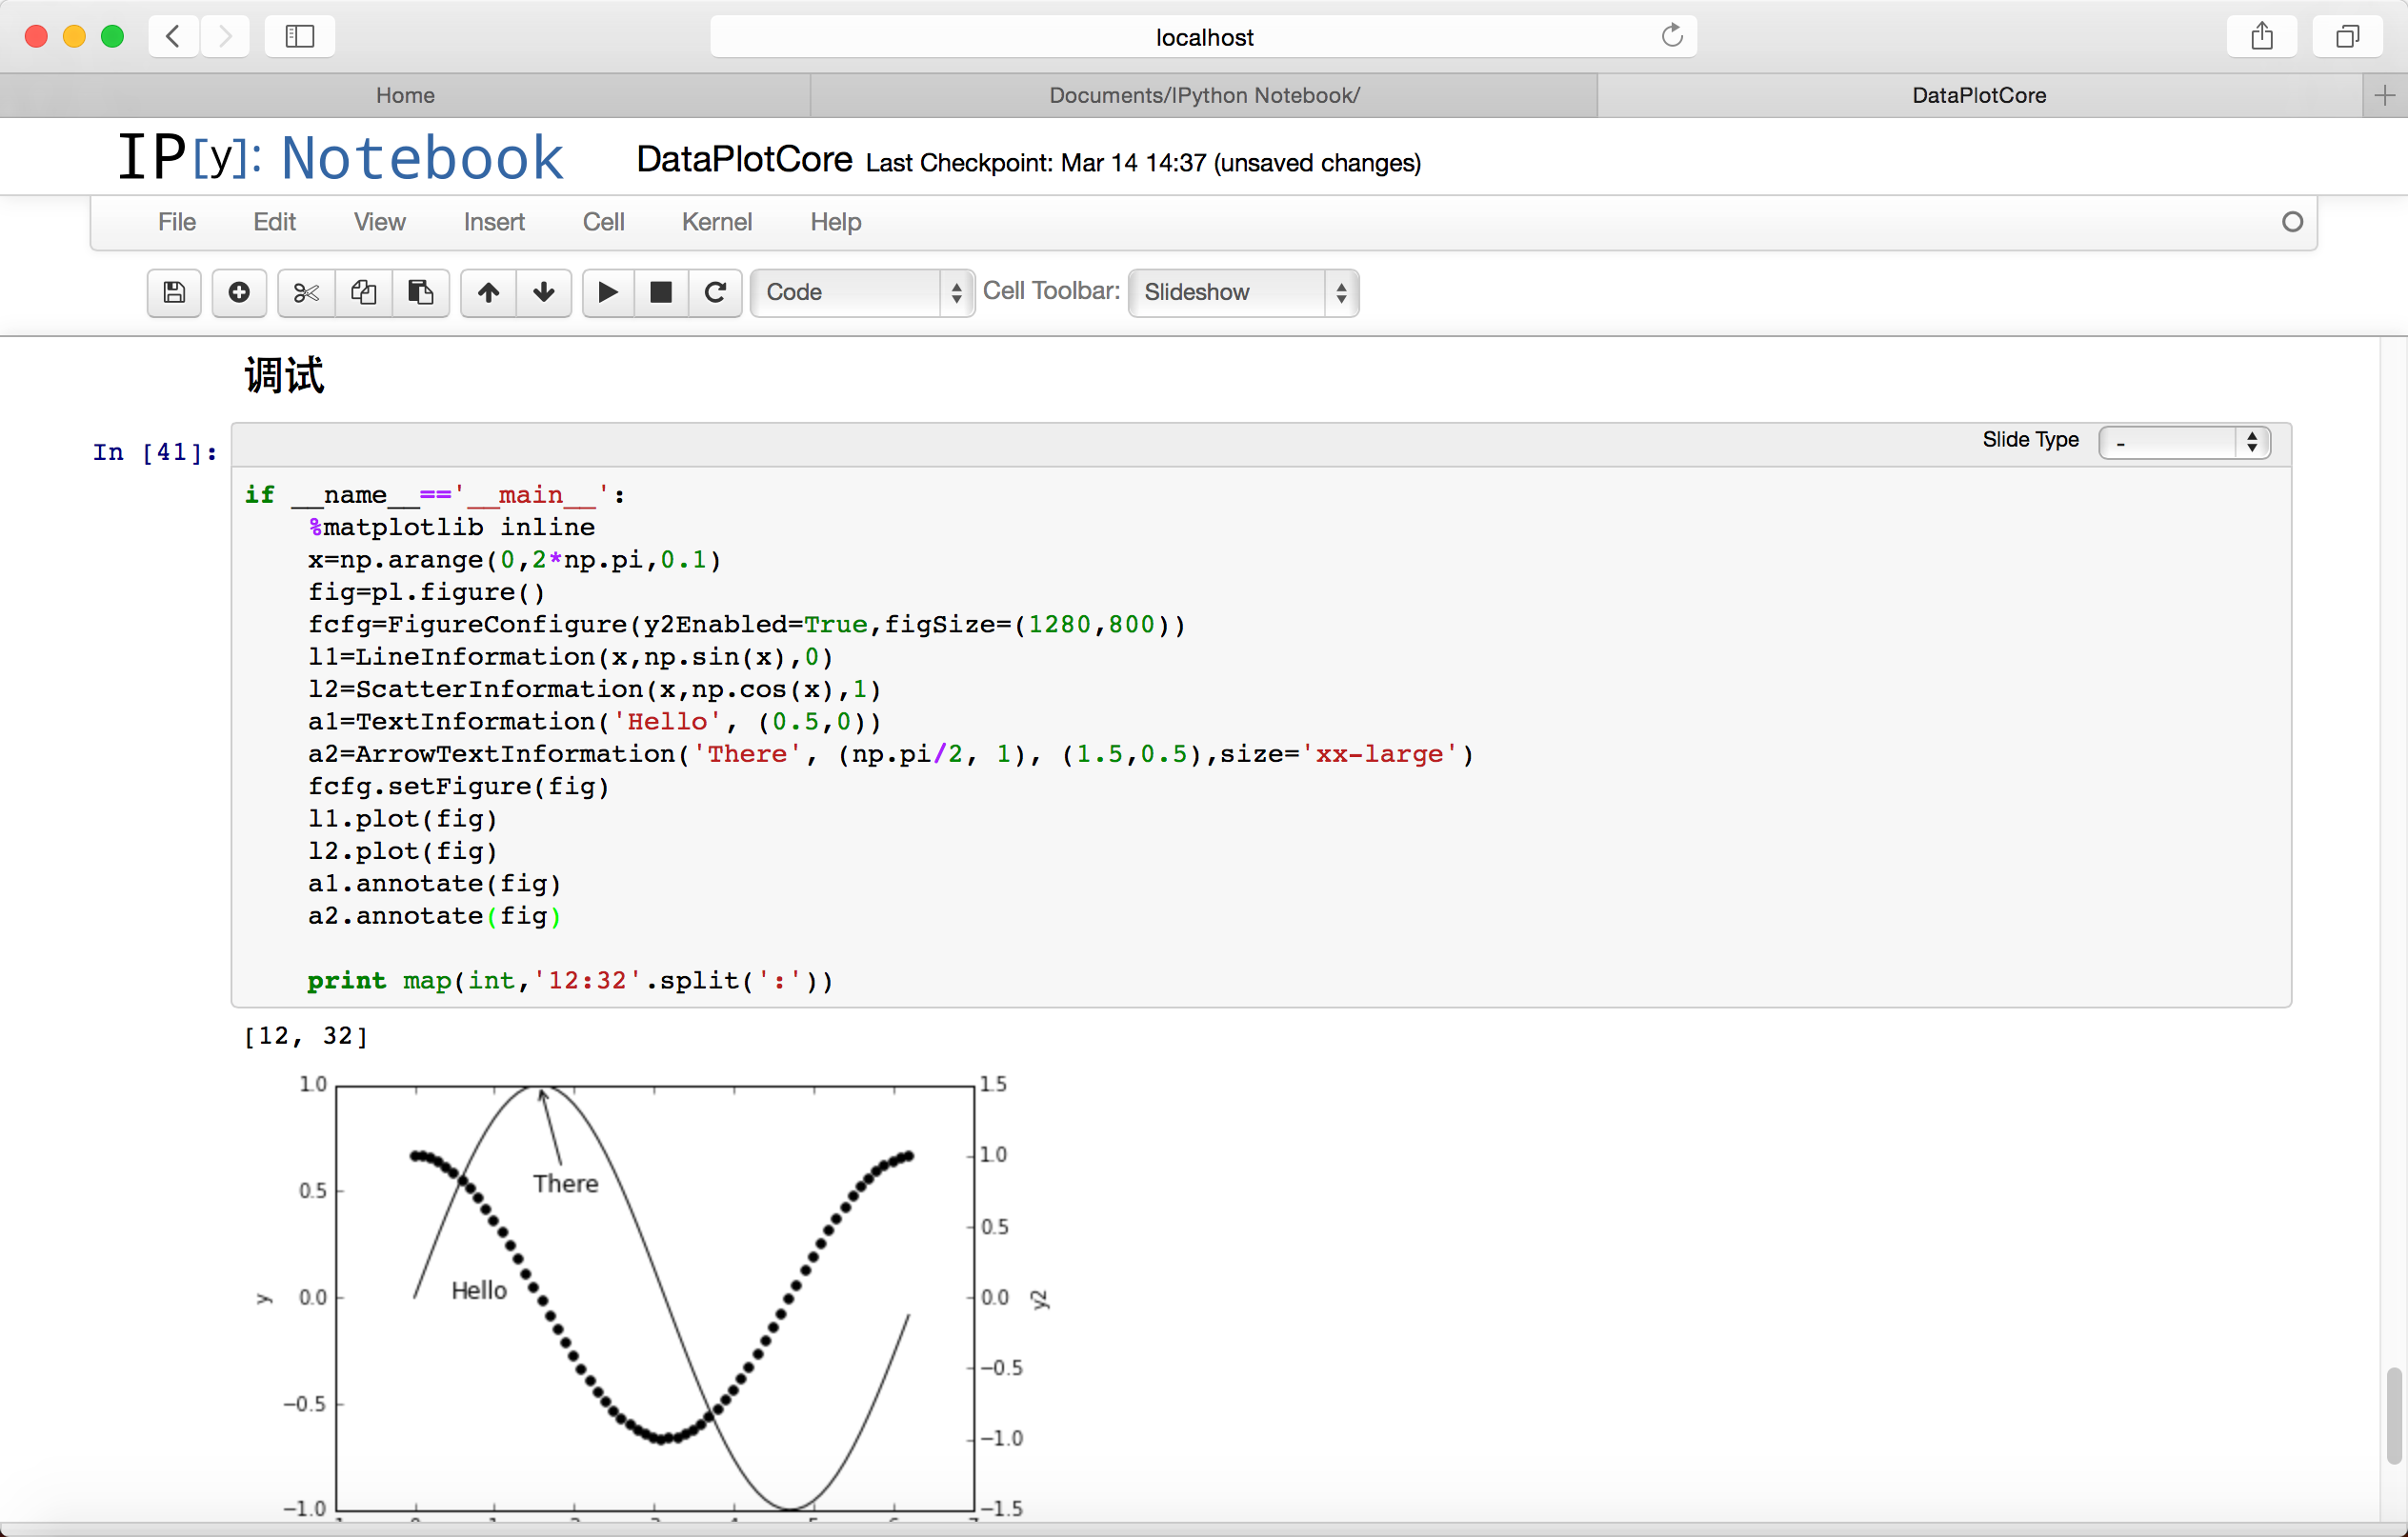 localhost
Home
Documents/IPython Notebook/
DataPlotCore
IP[y]: Notebook
DataPlotCore Last Checkpoint: Mar 14 14:37 (unsaved changes)
File Edit View Insert Cell Kernel Help
Code Cell Toolbar: Slideshow
调试
In [41]:
Slide Type -
if __name__=='__main__':
    %matplotlib inline
    x=np.arange(0,2*np.pi,0.1)
    fig=pl.figure()
    fcfg=FigureConfigure(y2Enabled=True,figSize=(1280,800))
    l1=LineInformation(x,np.sin(x),0)
    l2=ScatterInformation(x,np.cos(x),1)
    a1=TextInformation('Hello', (0.5,0))
    a2=ArrowTextInformation('There', (np.pi/2, 1), (1.5,0.5),size='xx-large')
    fcfg.setFigure(fig)
    l1.plot(fig)
    l2.plot(fig)
    a1.annotate(fig)
    a2.annotate(fig)
    print map(int,'12:32'.split(':'))
[12, 32]
1.0 1.5
1.0
There
0.5
0.5
Hello
y 0.0 0.0 y2
−0.5
−0.5
−1.0
−1.0 −1.5